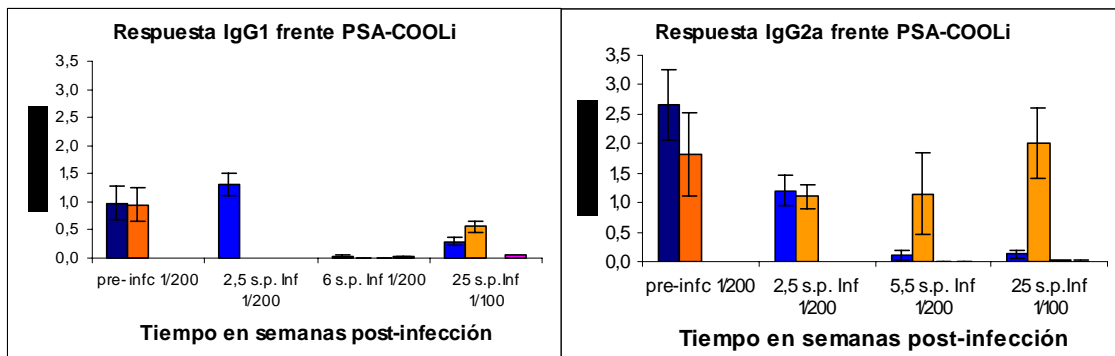 Respuesta IgG1 frente PSA-COOLi
3,5
3,0
2,5
2,0
1,5
1,0
0,5
0,0
pre-infc 1/200
2,5 s.p. Inf
1/200
6 s.p. Inf 1/200
25 s.p.Inf
1/100
Tiempo en semanas post-infección
Respuesta IgG2a frente PSA-COOLi
3,5
3,0
2,5
2,0
1,5
1,0
0,5
0,0
pre-infc 1/200
2,5 s.p. Inf
1/200
5,5 s.p. Inf
1/200
25 s.p.Inf
1/100
Tiempo en semanas post-infección